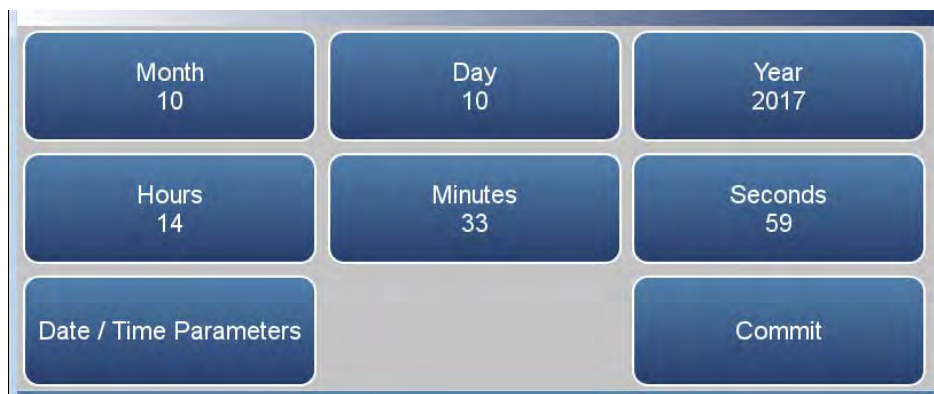 Month
10
Day
10
Year
2017
Hours
14
Minutes
33
Seconds
59
Date / Time Parameters
Commit